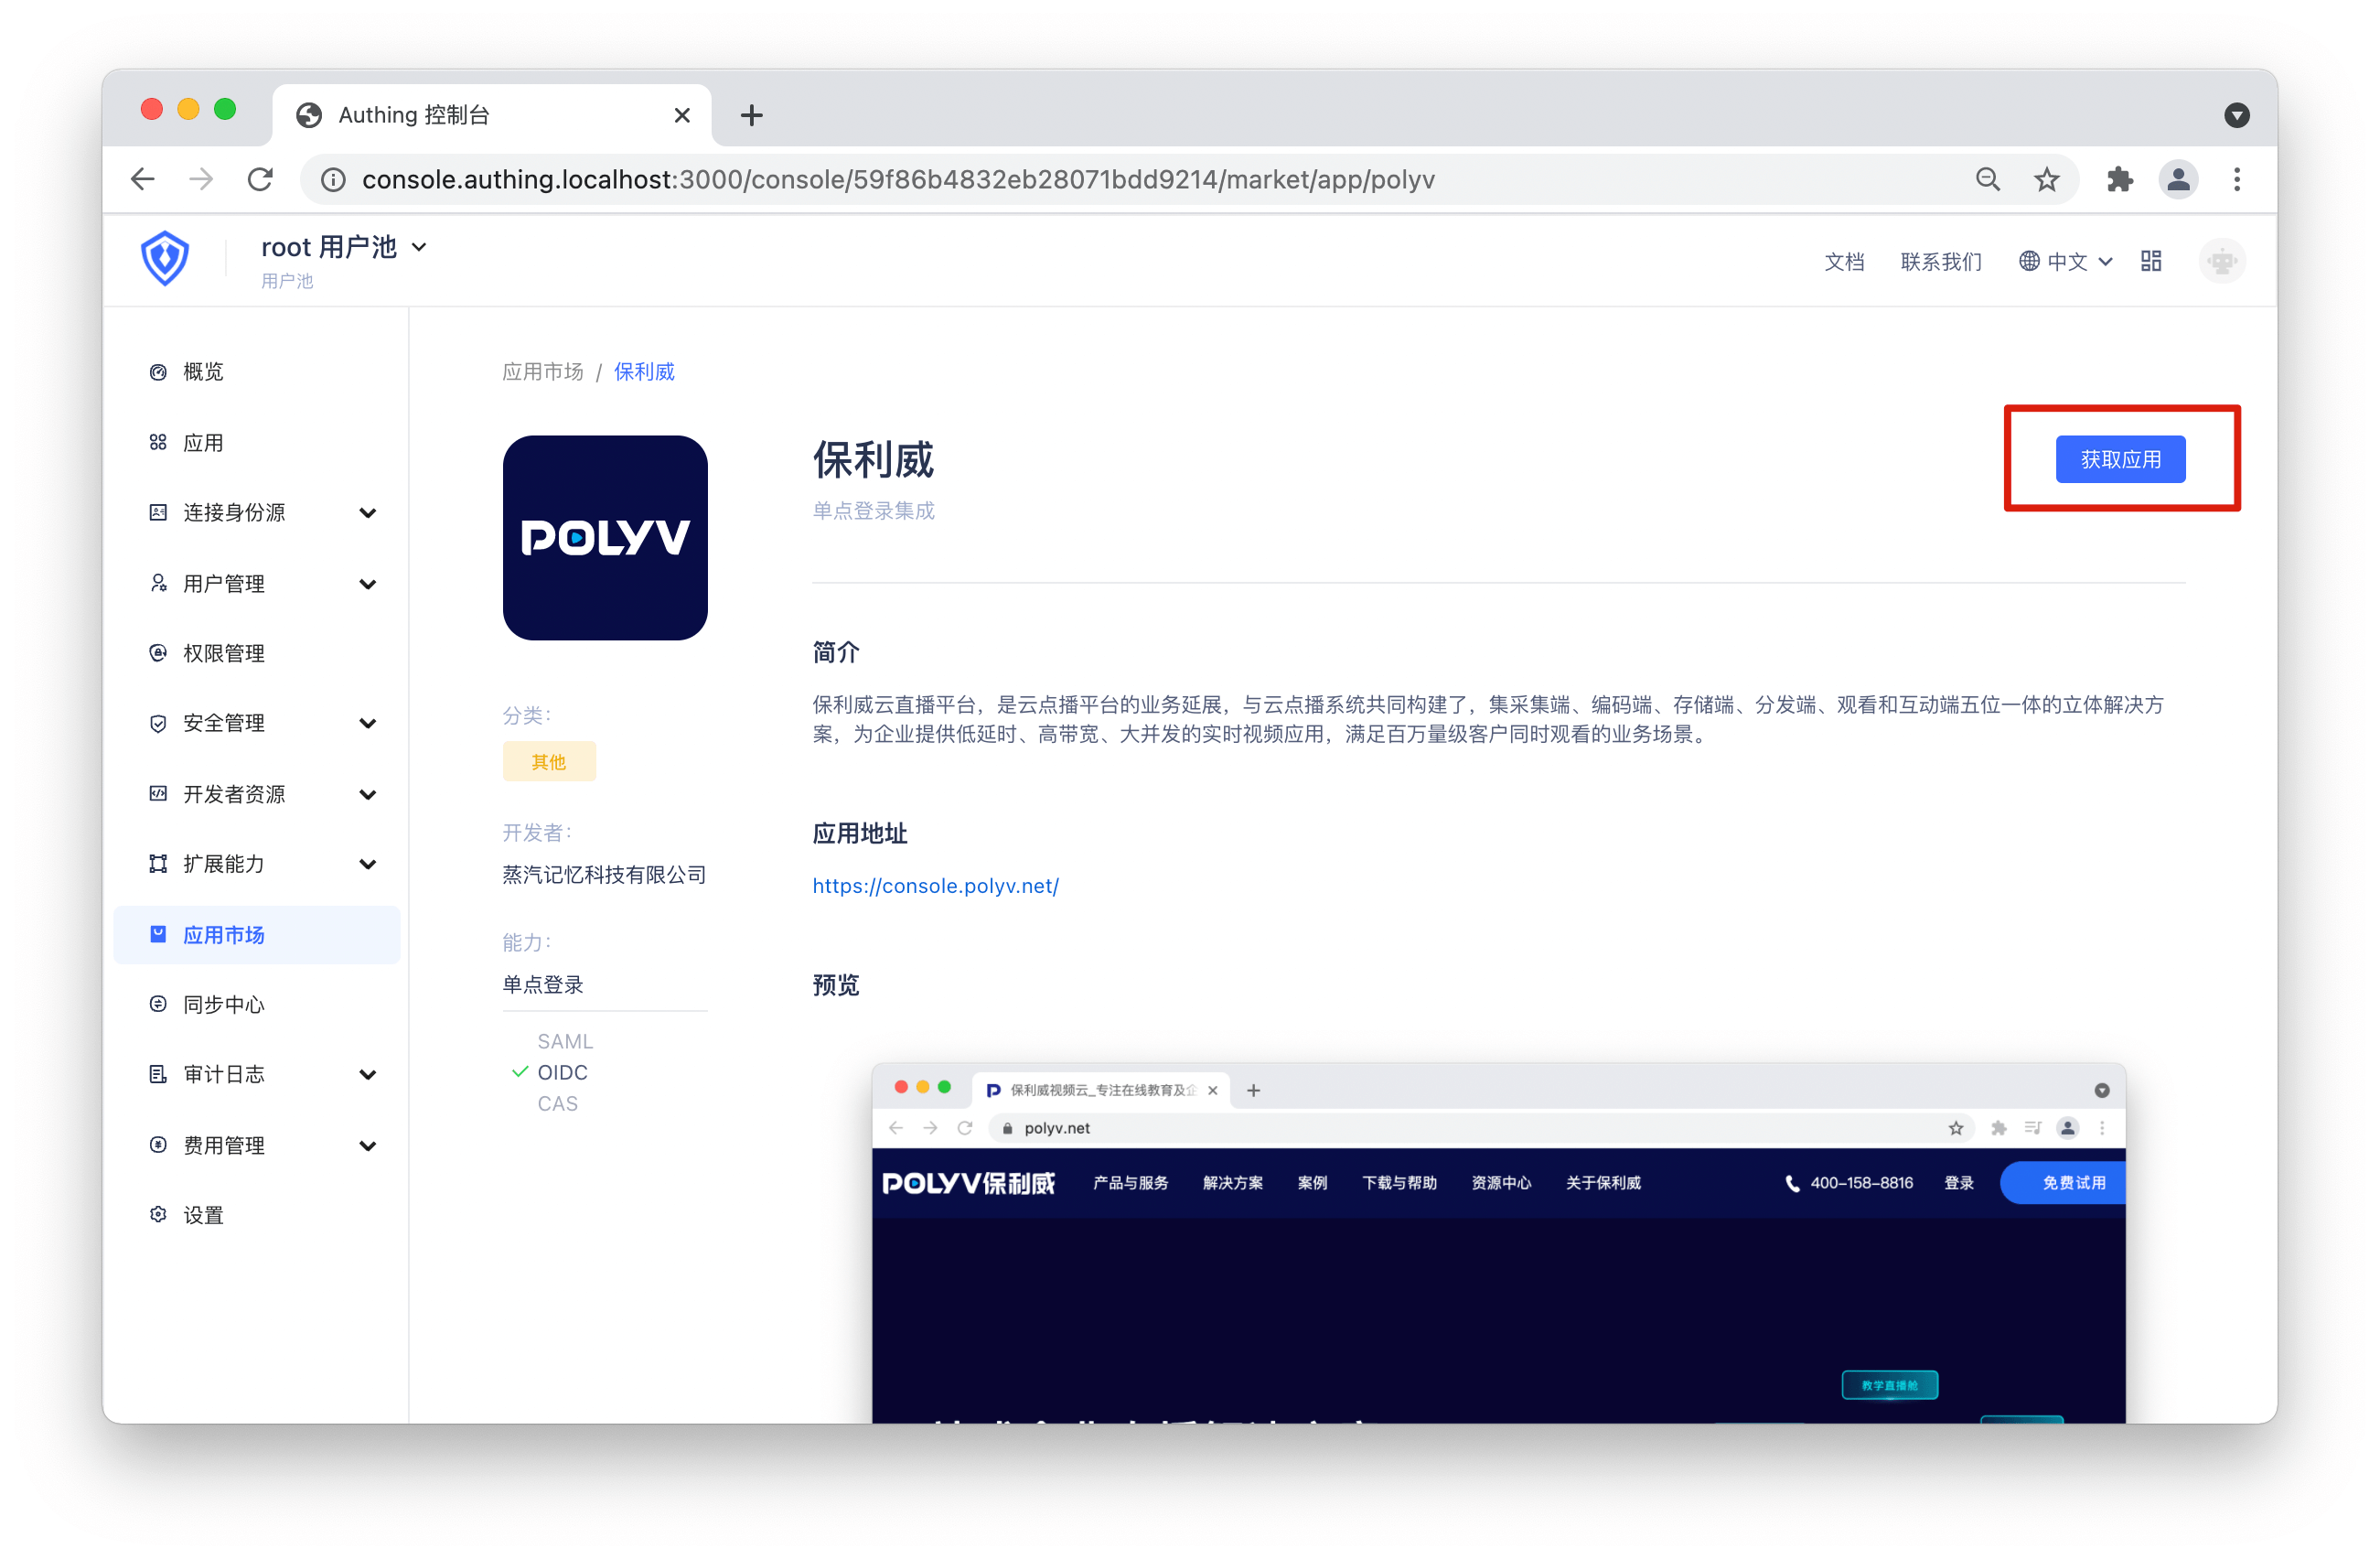 Authing 控制台
console.authing.localhost:3000/console/59f86b4832eb28071bdd9214/market/app/polyv
root 用户池
用户池
文档 联系我们 中文
概览
应用
连接身份源
用户管理
权限管理
安全管理
开发者资源
扩展能力
应用市场
同步中心
审计日志
费用管理
设置
应用市场 / 保利威
POLYV
分类：
其他
开发者：
蒸汽记忆科技有限公司
能力：
单点登录
SAML
OIDC
CAS
保利威
获取应用
单点登录集成
简介
保利威云直播平台，是云点播平台的业务延展，与云点播系统共同构建了，集采集端、编码端、存储端、分发端、观看和互动端五位一体的立体解决方
案，为企业提供低延时、高带宽、大并发的实时视频应用，满足百万量级客户同时观看的业务场景。
应用地址
https://console.polyv.net/
预览
保利威视频云_专注在线教育及企
polyv.net
POLYV保利威 产品与服务 解决方案 案例 下载与帮助 资源中心 关于保利威 400-158-8816 登录 免费试用
教学直播舱